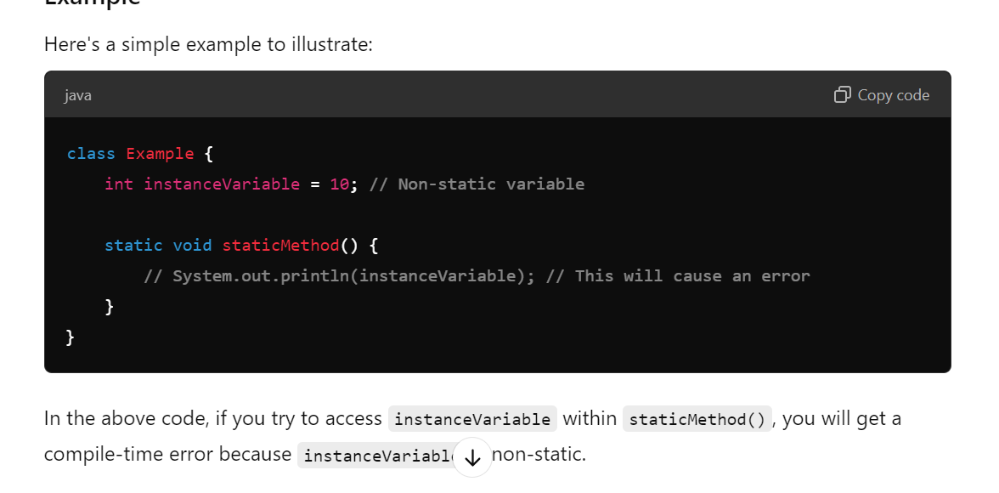 Example
Here's a simple example to illustrate:
java
Copy code
class Example {
    int instanceVariable = 10; // Non-static variable
    static void staticMethod() {
        // System.out.println(instanceVariable); // This will cause an error
    }
}
In the above code, if you try to access instanceVariable within staticMethod(), you will get a
compile-time error because instanceVariabl non-static.